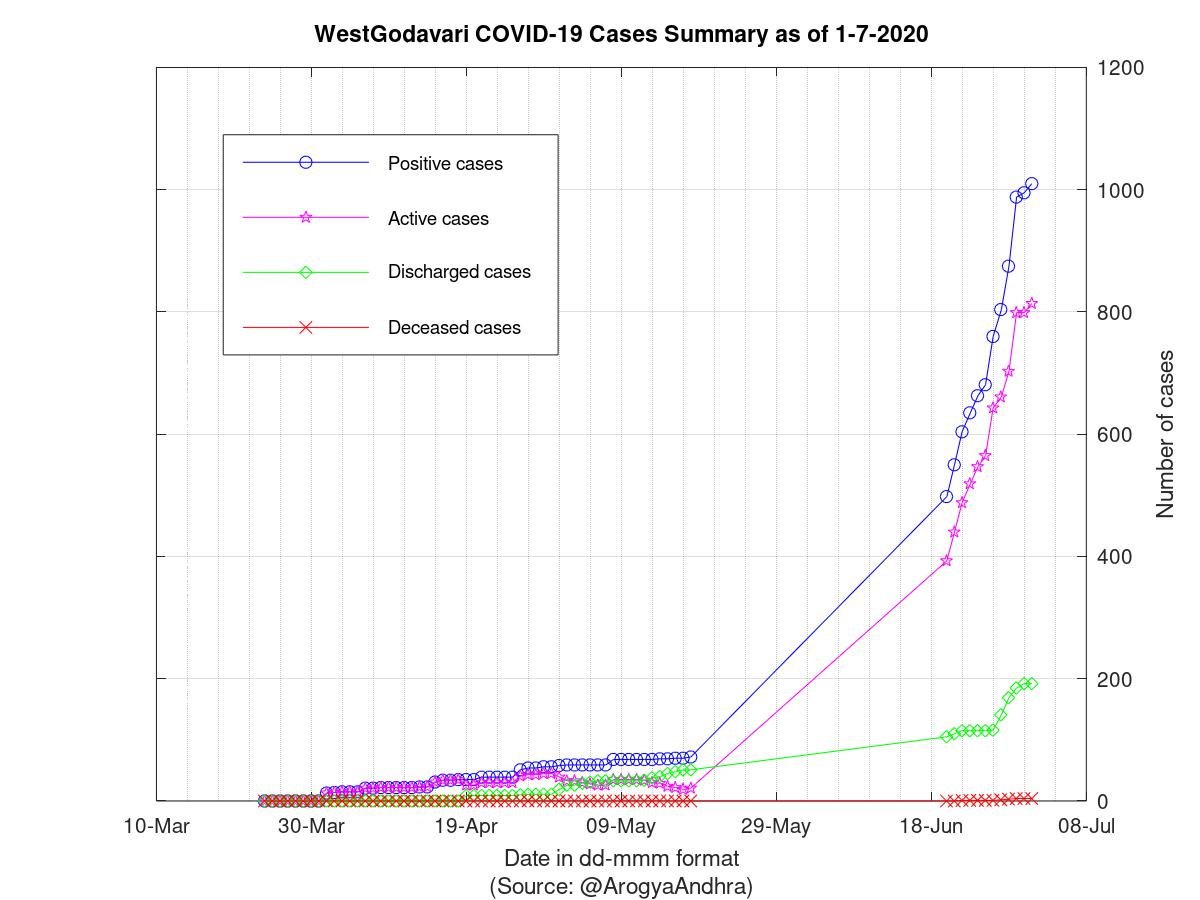 WestGodavari COVID-19 Cases Summary as of 1-7-2020
1200
1000
800
600
400
200
0
Number of cases
Positive cases
Active cases
Discharged cases
Deceased cases
10-Mar 30-Mar 19-Apr 09-May 29-May 18-Jun 08-Jul
Date in dd-mmm format
(Source: @ArogyaAndhra)